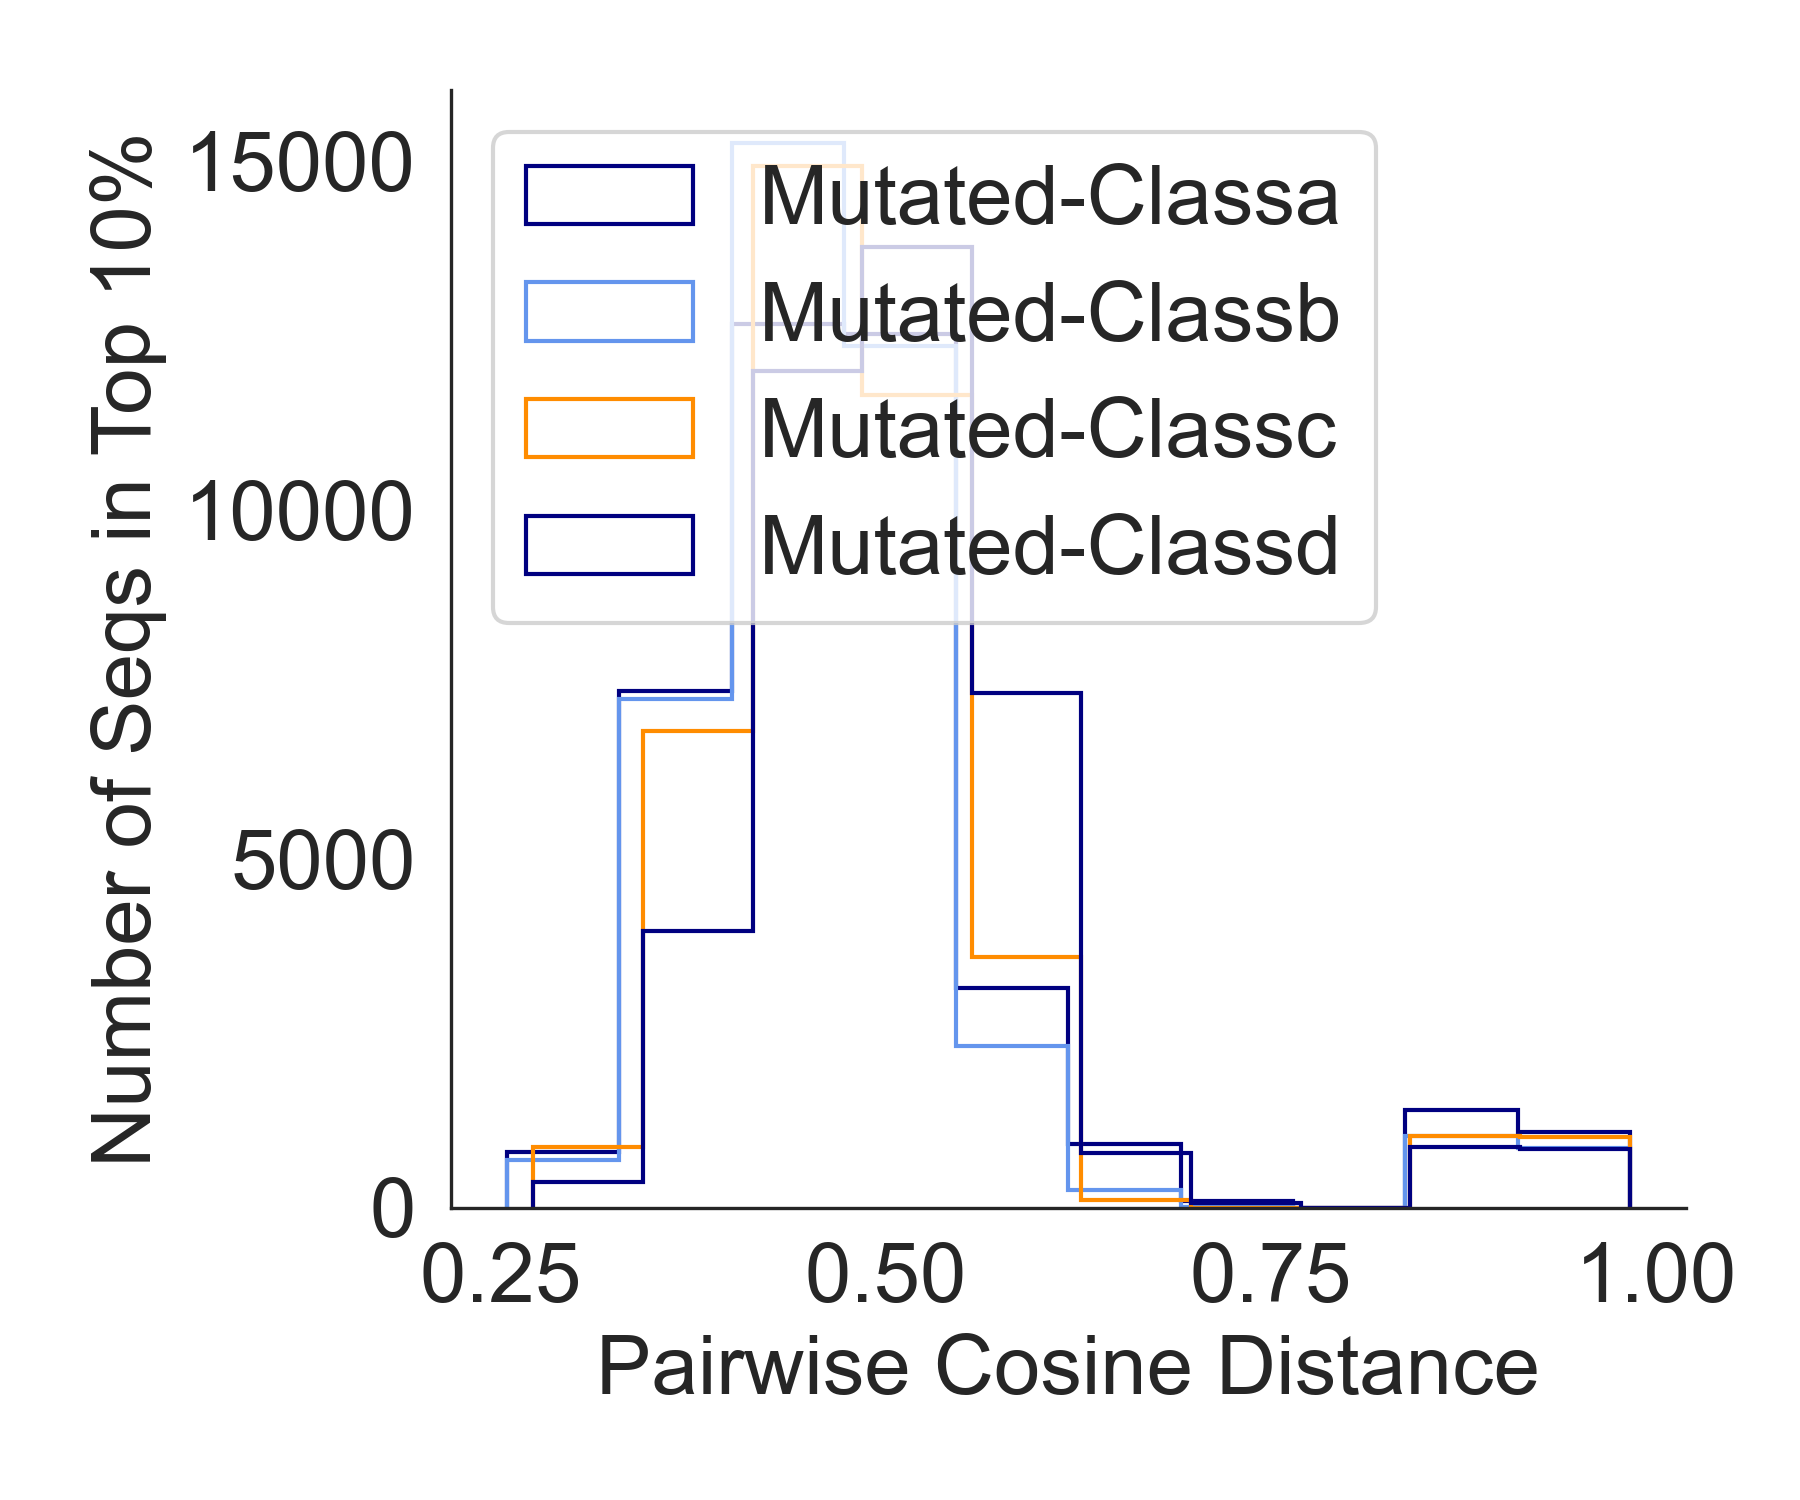 Number of Seqs in Top 10%
15000
10000
5000
0
Mutated-Classa
Mutated-Classb
Mutated-Classc
Mutated-Classd
0.25 0.50 0.75 1.00
Pairwise Cosine Distance